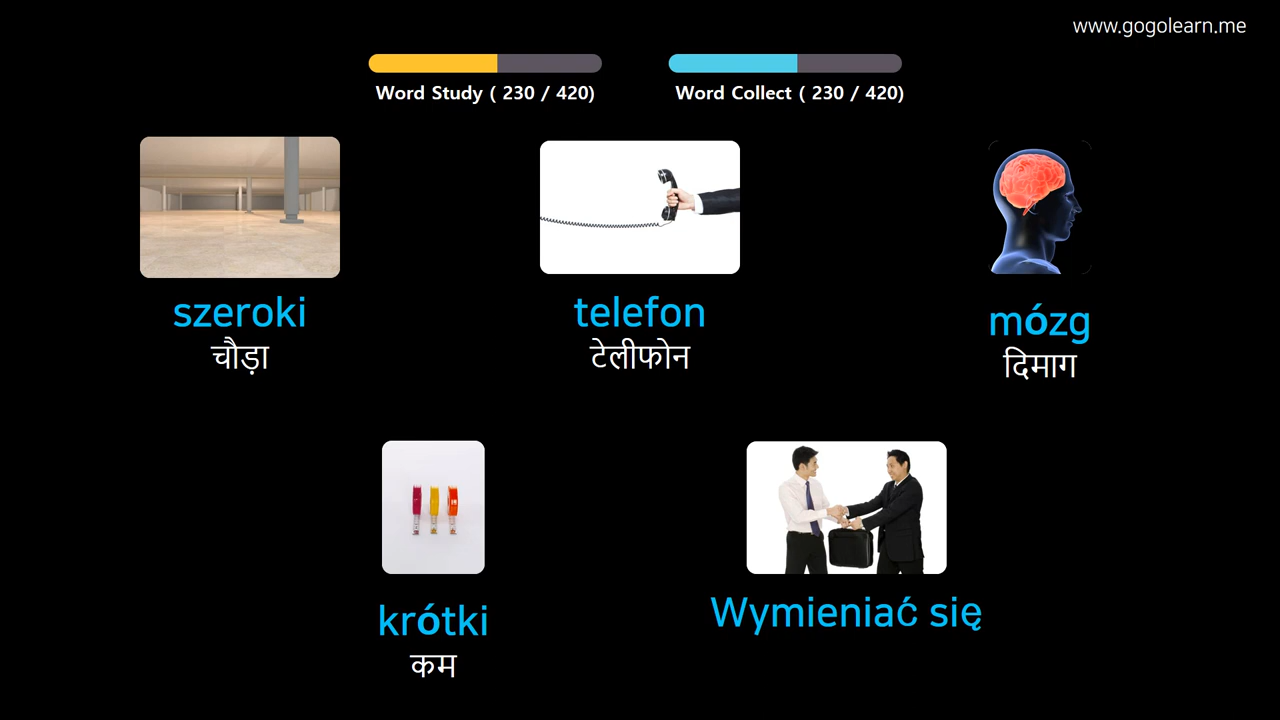 www.gogolearn.me
Word Study ( 230 / 420)
Word Collect ( 230 / 420)
szeroki
चौड़ा
telefon
टेलीफोन
mózg
दिमाग
krótki
कम
Wymieniać się